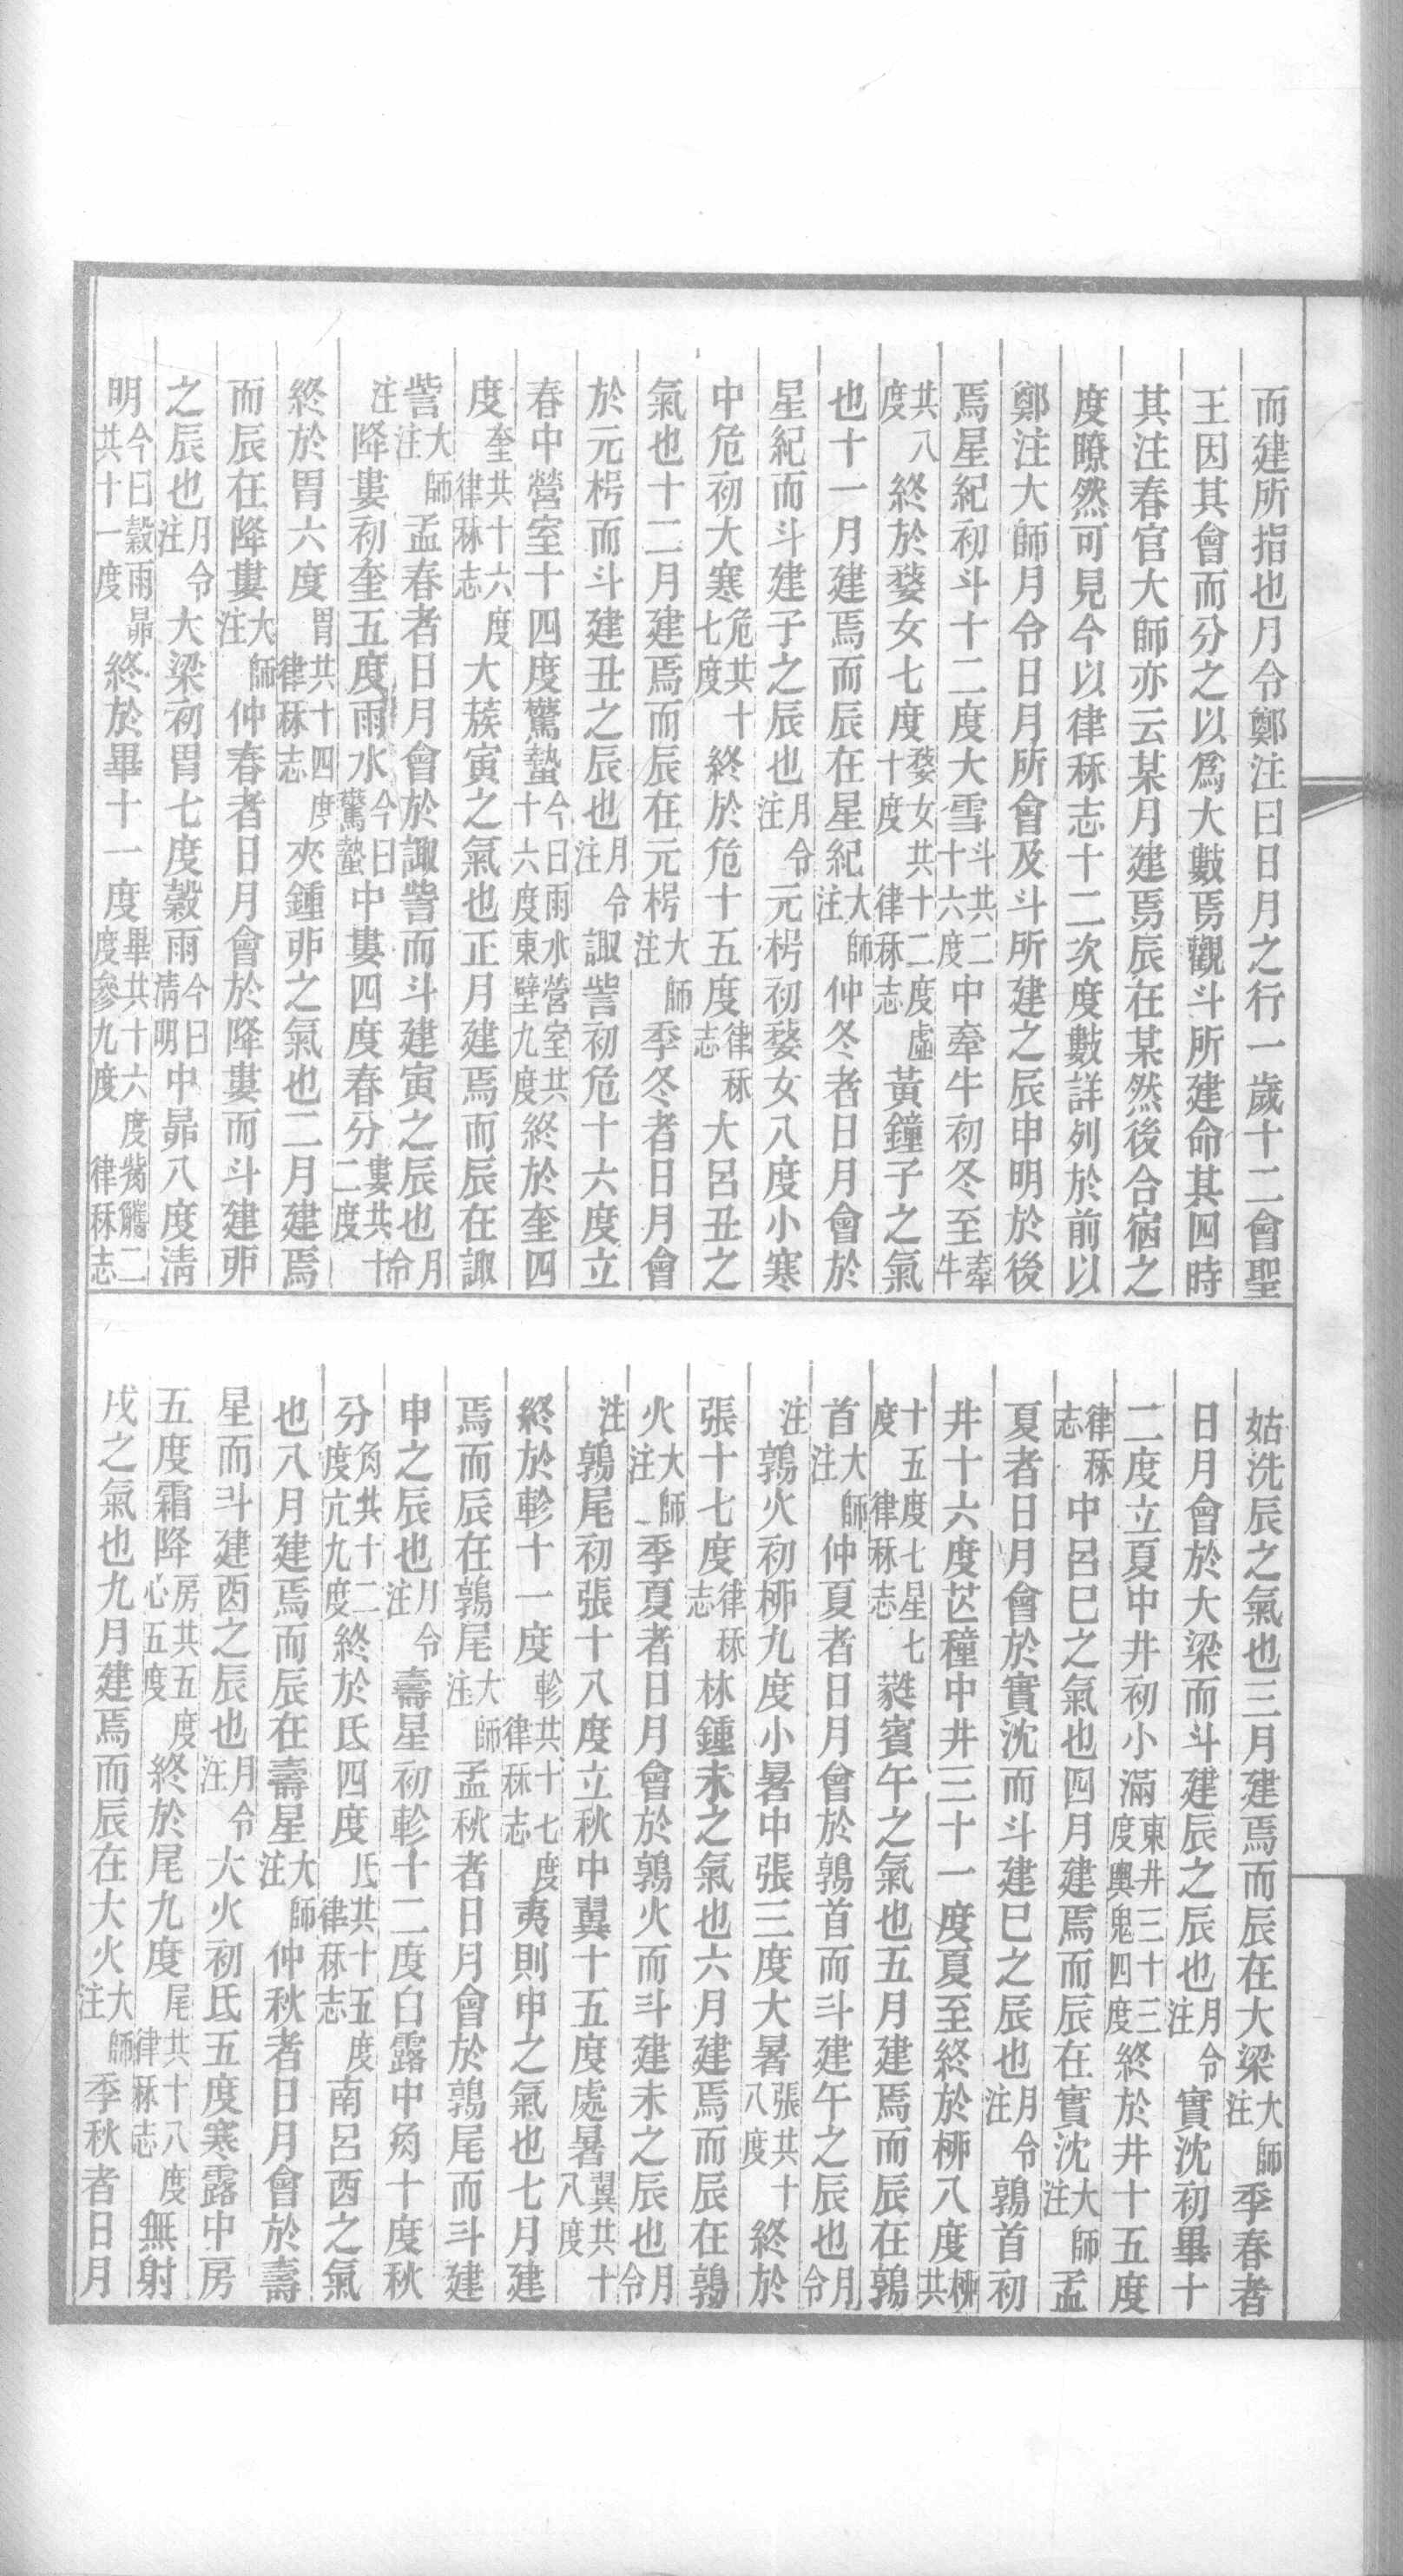 而建所指也月令鄭注曰日月之行一歲十二會聖
王因其會而分之以爲大數焉觀斗所建命其四時
其注春官大師亦云某月建焉辰在某然後合宿之
度瞭然可見今以律秝志十二次度數詳列於前以
鄭注大師月令日月所會及斗所建之辰申明於後
焉星紀初斗十二度大雪斗共二十六度中牽牛初冬至牽牛
共八度終於婺女七度婺女共十二度虛十度律秝志黃鐘子之氣
也十一月建焉而辰在星紀大師注仲冬者日月會於
星紀而斗建子之辰也月令注元枵初婺女八度小寒
中危初大寒危共十七度終於危十五度律秝志大呂丑之
氣也十二月建焉而辰在元枵大師注季冬者日月會
於元枵而斗建丑之辰也月令注諏訾初危十六度立
春中營室十四度驚蟄今日雨水營室共十六度東壁九度終於奎四
度奎共十六度律秝志大蔟寅之氣也正月建焉而辰在諏
訾大師注孟春者日月會於諏訾而斗建寅之辰也月令
注降婁初奎五度雨水今日驚蟄中婁四度春分婁共十二度
終於胃六度胃共十四度律秝志夾鍾戼之氣也二月建焉
而辰在降婁大師注仲春者日月會於降婁而斗建戼
之辰也月令注大梁初胃七度穀雨今日清明中昴八度清
明今日穀雨昴共十一度終於畢十一度畢共十六度觜觿二度參九度律秝志
姑洗辰之氣也三月建焉而辰在大梁大師注季春者
日月會於大梁而斗建辰之辰也月令注實沈初畢十
二度立夏中井初小滿東井三十三度輿鬼四度終於井十五度
律秝志中呂巳之氣也四月建焉而辰在實沈大師注孟
夏者日月會於實沈而斗建巳之辰也月令注鶉首初
井十六度芒種中井三十一度夏至終於柳八度柳共
十五度七星七度律秝志蕤賓午之氣也五月建焉而辰在鶉
首大師注仲夏者日月會於鶉首而斗建午之辰也月令
注鶉火初柳九度小暑中張三度大暑張共十八度終於
張十七度律秝志林鍾未之氣也六月建焉而辰在鶉
火大師注季夏者日月會於鶉火而斗建未之辰也月令
注鶉尾初張十八度立秋中翼十五度處暑翼共十八度
終於軫十一度軫共十七度律秝志夷則申之氣也七月建
焉而辰在鶉尾大師注孟秋者日月會於鶉尾而斗建
申之辰也月令注壽星初軫十二度白露中角十度秋
分角共十二度亢九度終於氐四度氐共十五度律秝志南呂酉之氣
也八月建焉而辰在壽星大師注仲秋者日月會於壽
星而斗建酉之辰也月令注大火初氐五度寒露中房
五度霜降房共五度心五度終於尾九度尾共十八度律秝志無射
戌之氣也九月建焉而辰在大火大師注季秋者日月